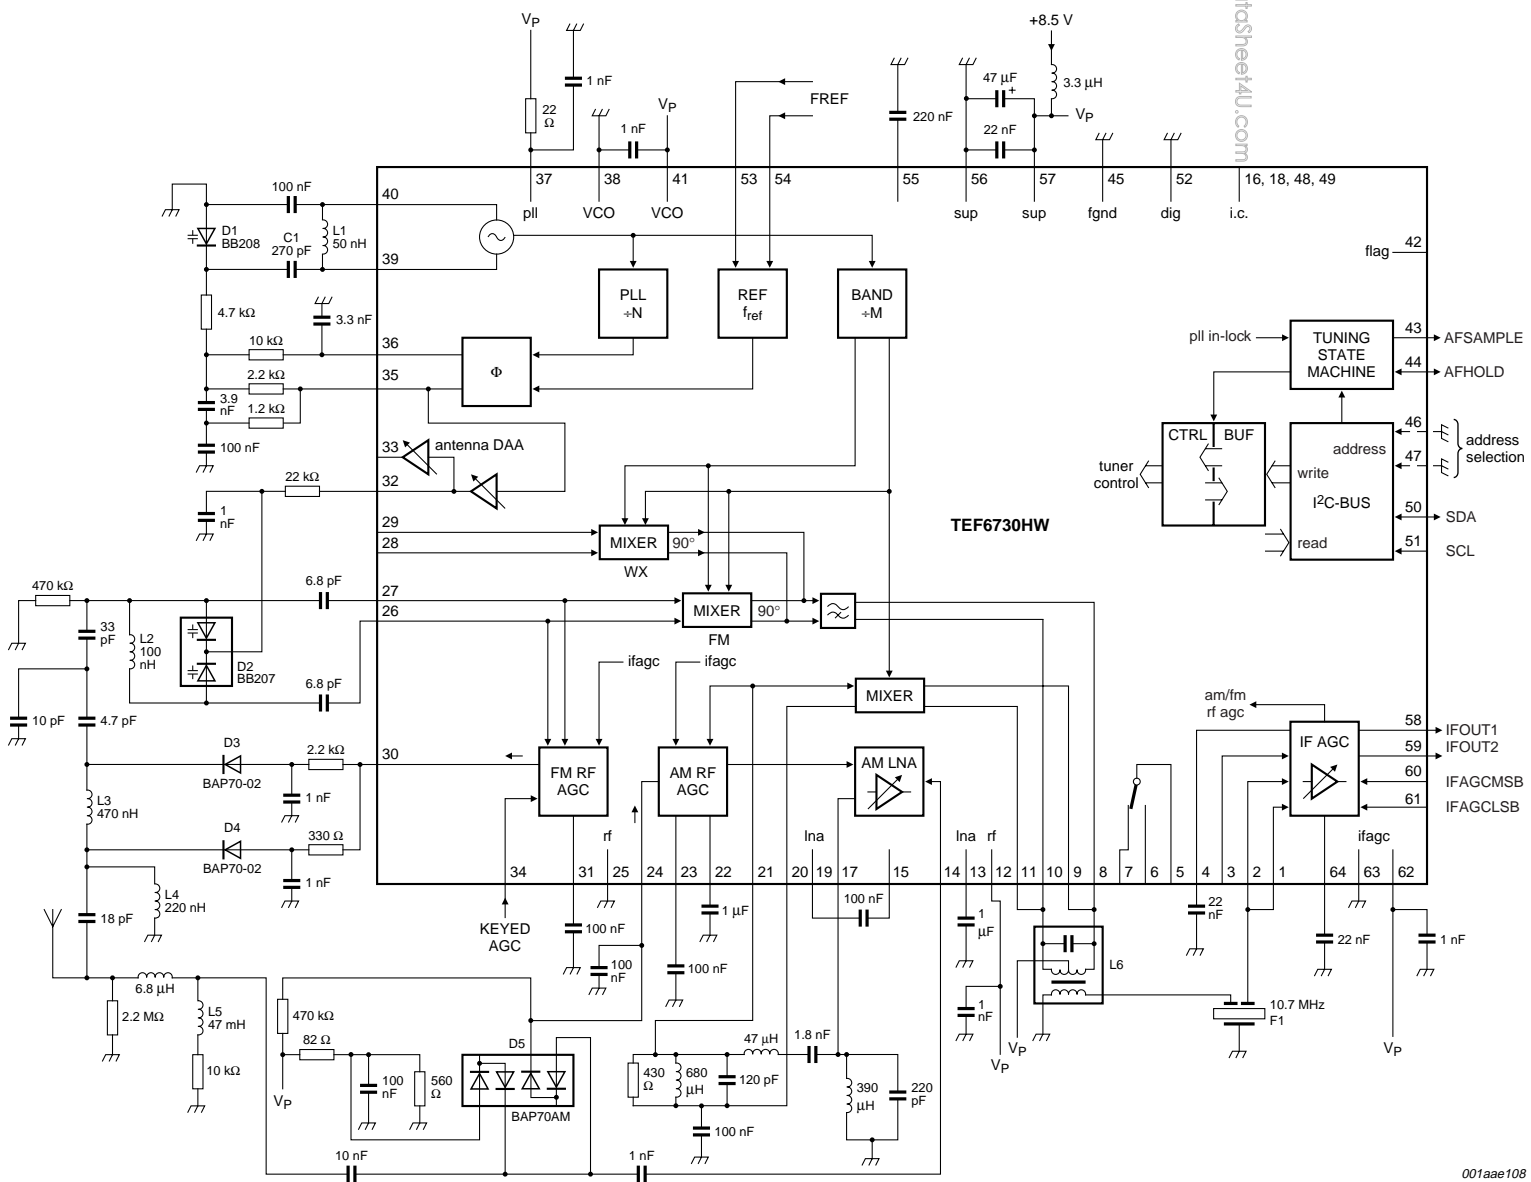 taSheet4U.com
+8.5 V
VP
1 nF
22 Ω
1 nF
VP
FREF
220 nF
47 μF
+
22 nF
3.3 μH
VP
37
38
41
53
54
55
56
57
45
52
16, 18, 48, 49
pll
VCO
VCO
sup
sup
fgnd
dig
i.c.
100 nF
40
D1
BB208
C1
270 pF
L1
50 nH
39
42
flag
4.7 kΩ
3.3 nF
PLL
÷N
REF
fref
BAND
÷M
10 kΩ
36
Φ
pll in-lock
TUNING
STATE
MACHINE
43
AFSAMPLE
44
AFHOLD
2.2 kΩ
35
3.9
nF
1.2 kΩ
100 nF
33
antenna DAA
CTRL
BUF
address
46
47
address
selection
tuner
control
write
I2C-BUS
read
50
SDA
51
SCL
22 kΩ
32
1
nF
29
28
MIXER
90°
WX
TEF6730HW
470 kΩ
6.8 pF
27
26
MIXER
90°
FM
33
pF
L2
100
nH
D2
BB207
ifagc
ifagc
6.8 pF
MIXER
10 pF
4.7 pF
am/fm
rf agc
58
IFOUT1
59
IFOUT2
60
IFAGCMSB
61
IFAGCLSB
IF AGC
D3
BAP70-02
2.2 kΩ
30
FM RF
AGC
AM RF
AGC
AM LNA
1 nF
L3
470 nH
D4
BAP70-02
330 Ω
1 nF
rf
lna
lna
rf
ifagc
34
31
25
24
23
22
21
20
19
17
15
14
13
12
11
10
9
8
7
6
5
4
3
2
1
64
63
62
L4
220 nH
18 pF
KEYED
AGC
100 nF
100
nF
100 nF
1 μF
100 nF
1
μF
1
nF
VP
VP
L6
22
nF
22 nF
1 nF
10.7 MHz
F1
VP
6.8 μH
2.2 MΩ
L5
47 mH
10 kΩ
470 kΩ
82 Ω
VP
100
nF
560
Ω
D5
BAP70AM
430
Ω
680
μH
120 pF
47 μH
1.8 nF
390
μH
220
pF
100 nF
10 nF
1 nF
001aae108